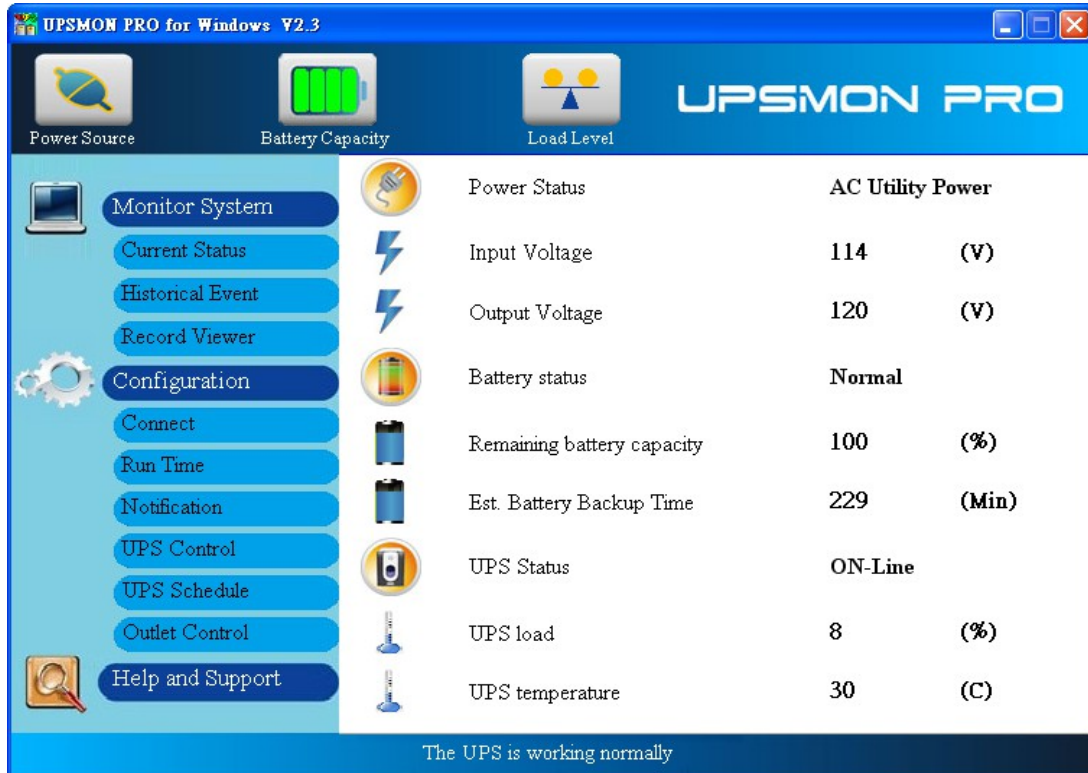 UPSMON PRO for Windows V2.3
Power Source
Battery Capacity
Load Level
UPSMON PRO
Monitor System
Current Status
Historical Event
Record Viewer
Configuration
Connect
Run Time
Notification
UPS Control
UPS Schedule
Outlet Control
Help and Support
Power Status AC Utility Power
Input Voltage 114 (V)
Output Voltage 120 (V)
Battery status Normal
Remaining battery capacity 100 (%)
Est. Battery Backup Time 229 (Min)
UPS Status ON-Line
UPS load 8 (%)
UPS temperature 30 (C)
The UPS is working normally